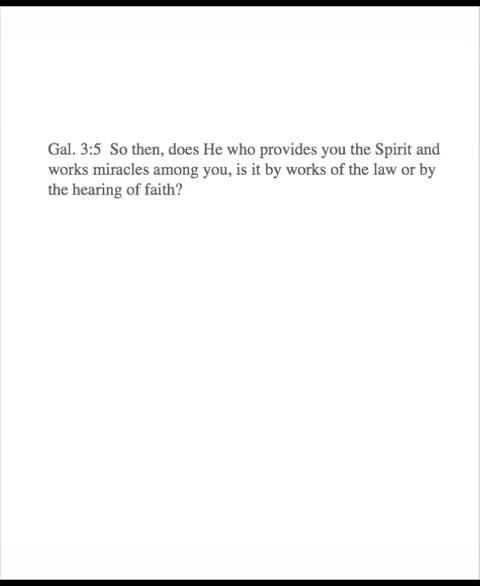 Gal. 3:5  So then, does He who provides you the Spirit and
works miracles among you, is it by works of the law or by
the hearing of faith?